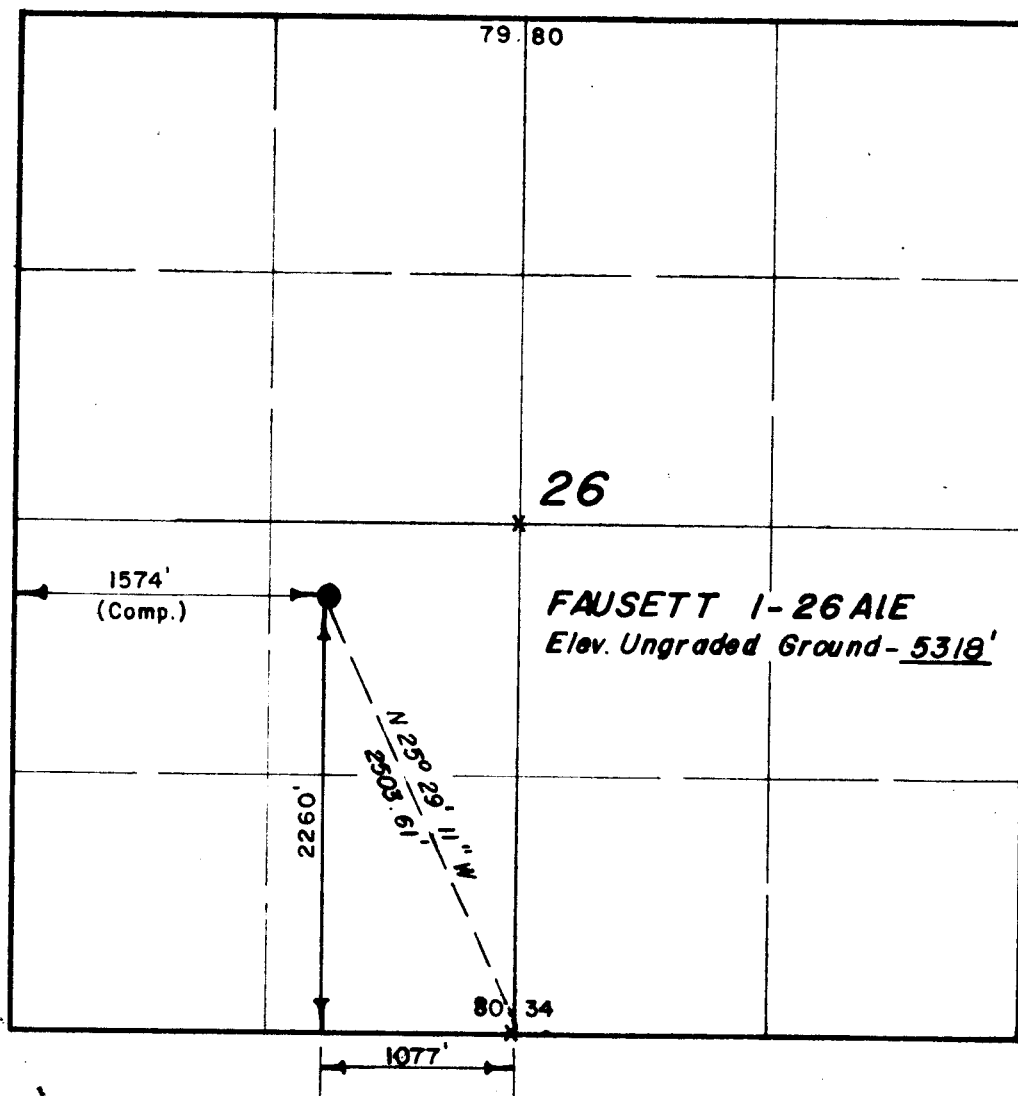 79.80
26
1574'
(Comp.)
FAUSETT 1-26A1E
Elev. Ungraded Ground-5318'
N 25° 29' 11" W
2503.61'
2260'
80.34
1077'